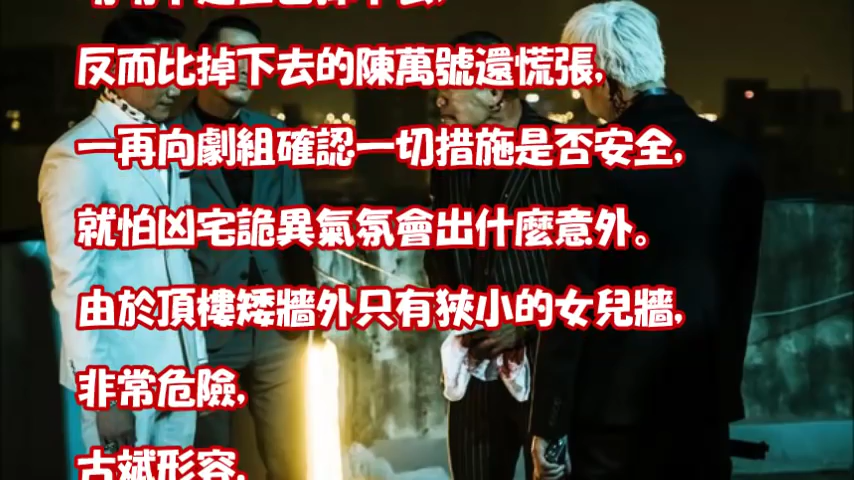 反而比掉下去的陳萬號還慌張,
一再向劇組確認一切措施是否安全,
就怕凶宅詭異氣氛會出什麼意外。
由於頂樓矮牆外只有狹小的女兒牆,
非常危險,
古斌形容,